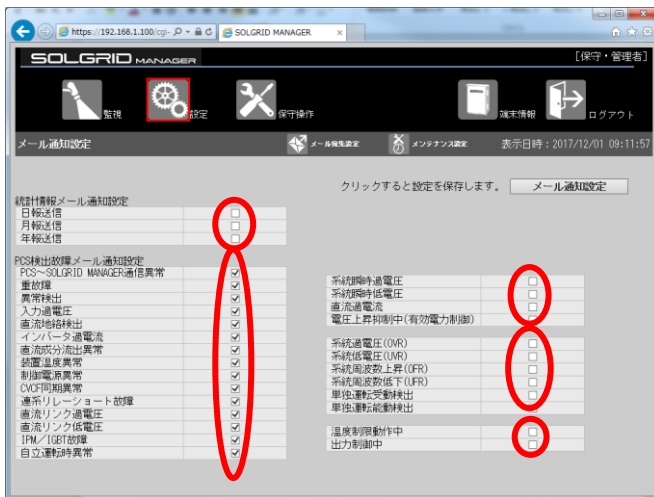 https://192.168.1.100/cgi-
SOLGRID MANAGER
SOLGRID MANAGER
[保守・管理者]
監視
設定
保守操作
端末情報
ログアウト
メール通知設定
メール宛先設定
メンテナンス設定
表示日時：2017/12/01 09:11:57
クリックすると設定を保存します。
メール通知設定
統計情報メール通知設定
日報送信
月報送信
年報送信
PCS検出故障メール通知設定
PCS～SOLGRID MANAGER通信異常
重故障
異常検出
入力過電圧
直流地絡検出
インバータ過電流
直流成分流出異常
装置温度異常
制御電源異常
CVCF同期異常
連系リレーショート故障
直流リンク過電圧
直流リンク低電圧
IPM／IGBT故障
自立運転時異常
系統瞬時過電圧
系統瞬時低電圧
直流過電流
電圧上昇抑制中(有効電力制御)
系統過電圧(OVR)
系統低電圧(UVR)
系統周波数上昇(OFR)
系統周波数低下(UFR)
単独運転受動検出
単独運転能動検出
温度制限動作中
出力制御中